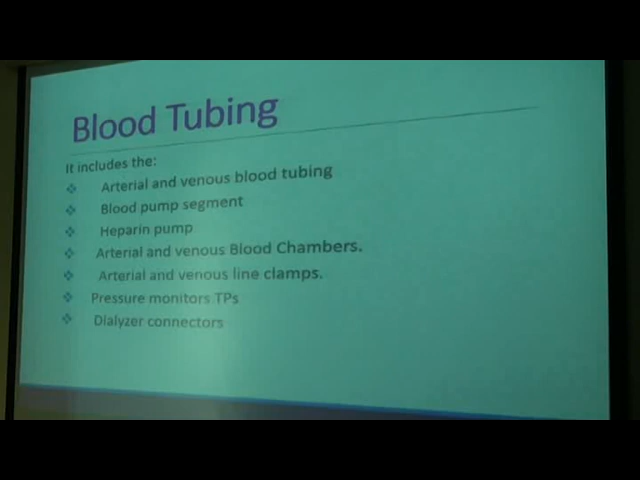 Blood Tubing
It includes the:
Arterial and venous blood tubing
Blood pump segment
Heparin pump
Arterial and venous Blood Chambers.
Arterial and venous line clamps.
Pressure monitors TPs
Dialyzer connectors